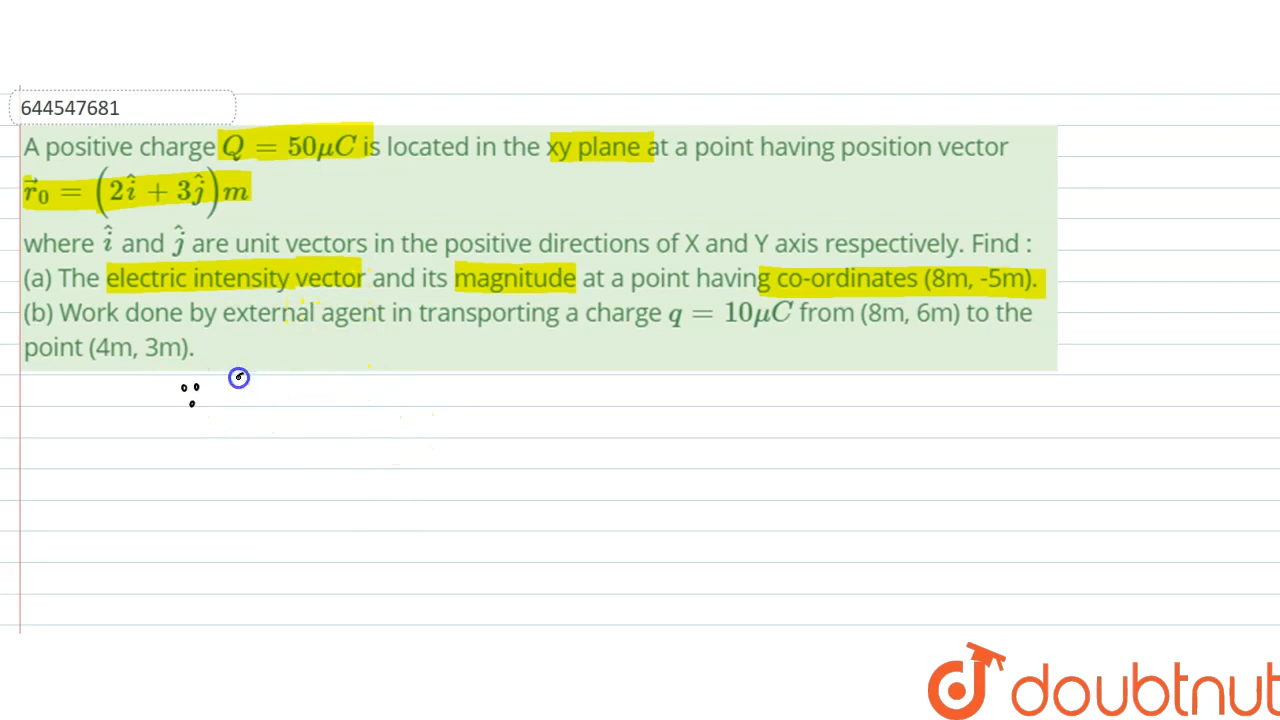 644547681
A positive charge Q = 50μC is located in the xy plane at a point having position vector
r⃗₀ = (2î + 3ĵ)m
where î and ĵ are unit vectors in the positive directions of X and Y axis respectively. Find :
(a) The electric intensity vector and its magnitude at a point having co-ordinates (8m, -5m).
(b) Work done by external agent in transporting a charge q = 10μC from (8m, 6m) to the
point (4m, 3m).
doubtnut